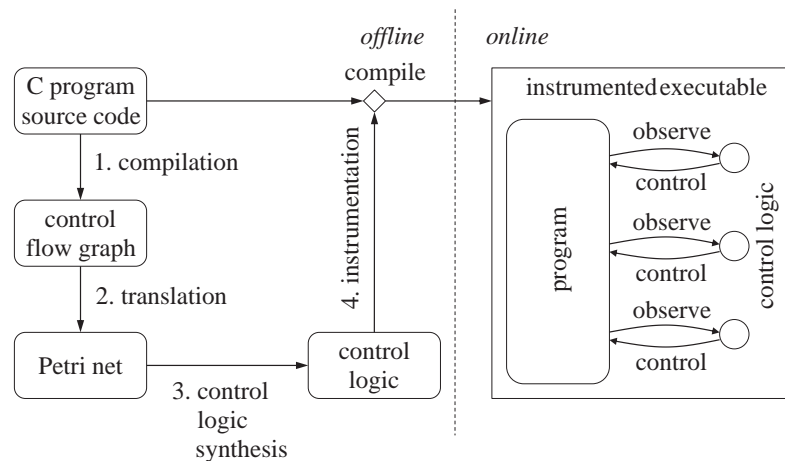 offline
online
compile
C program
source code
1. compilation
control
flow graph
2. translation
Petri net
3. control
logic
synthesis
control
logic
4. instrumentation
instrumented executable
program
observe
control
observe
control
observe
control
control logic